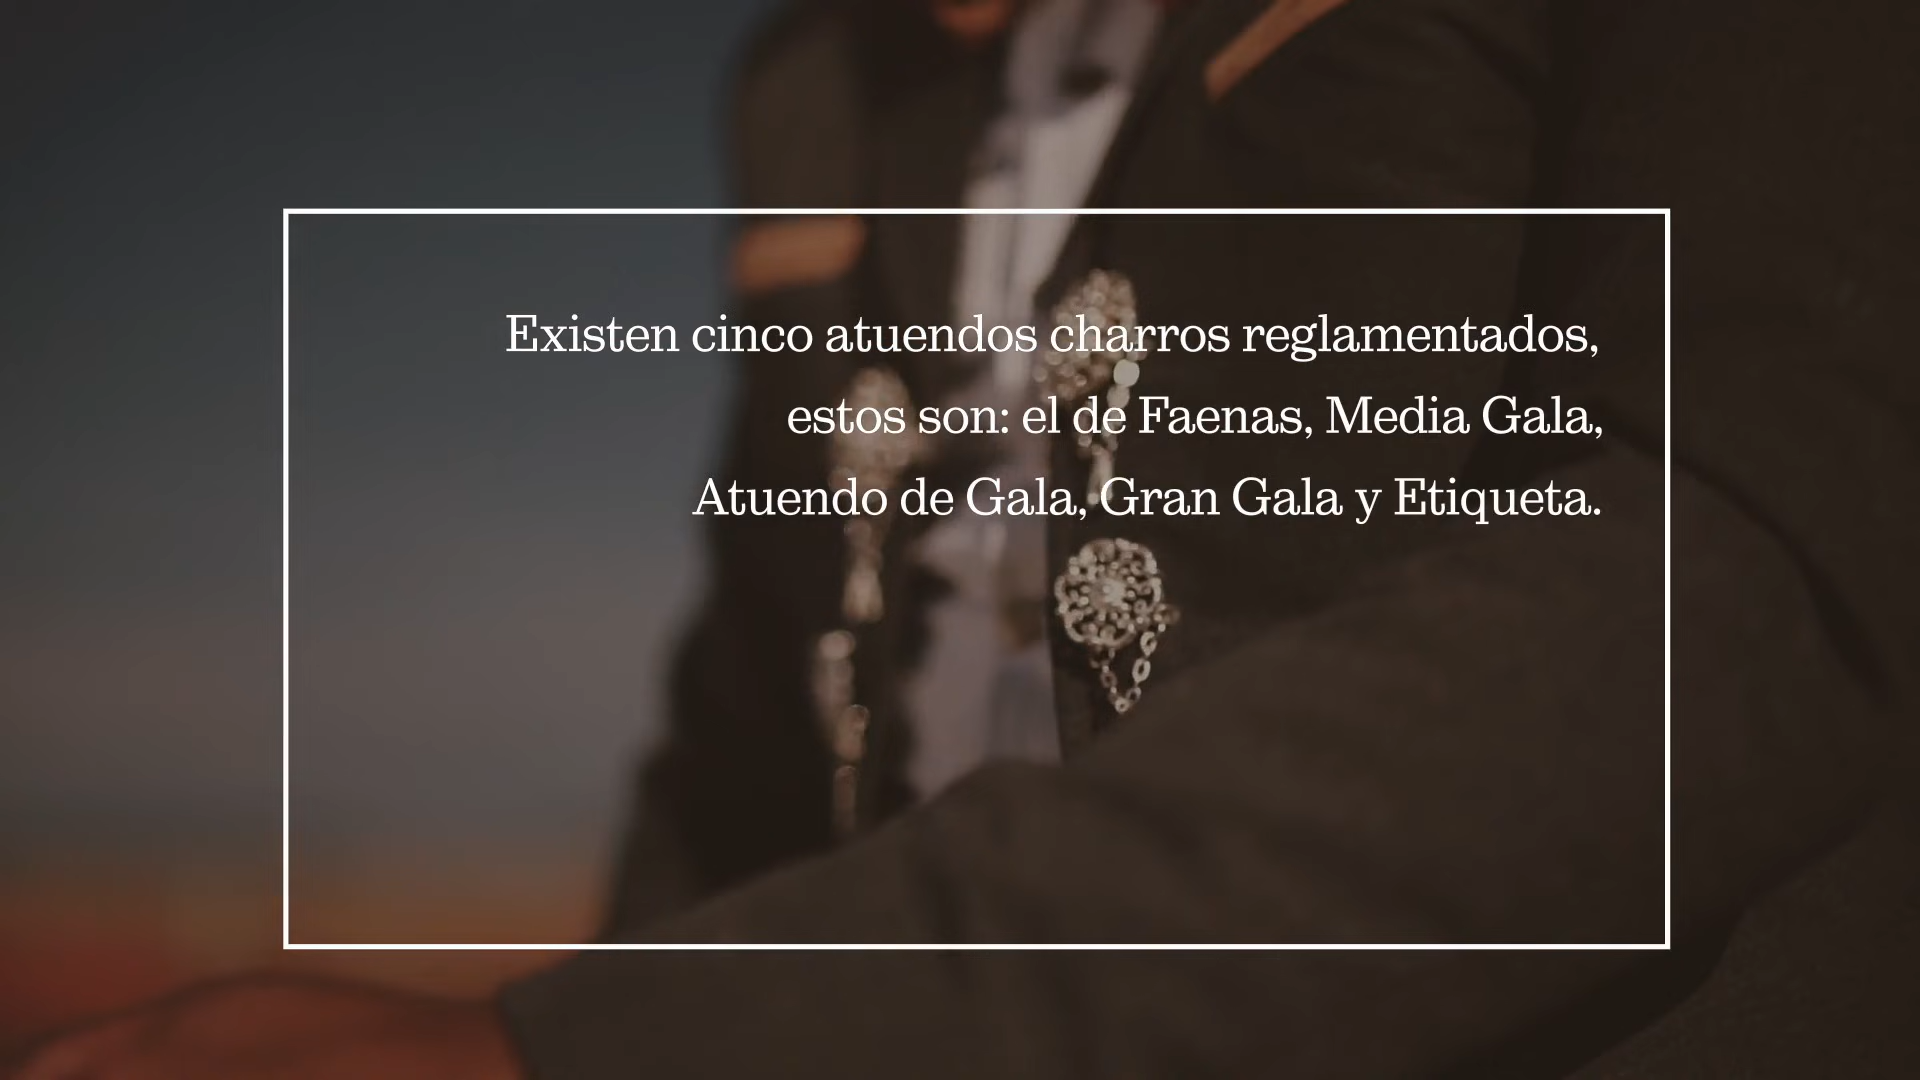 Existen cinco atuendos charros reglamentados,
estos son: el de Faenas, Media Gala,
Atuendo de Gala, Gran Gala y Etiqueta.